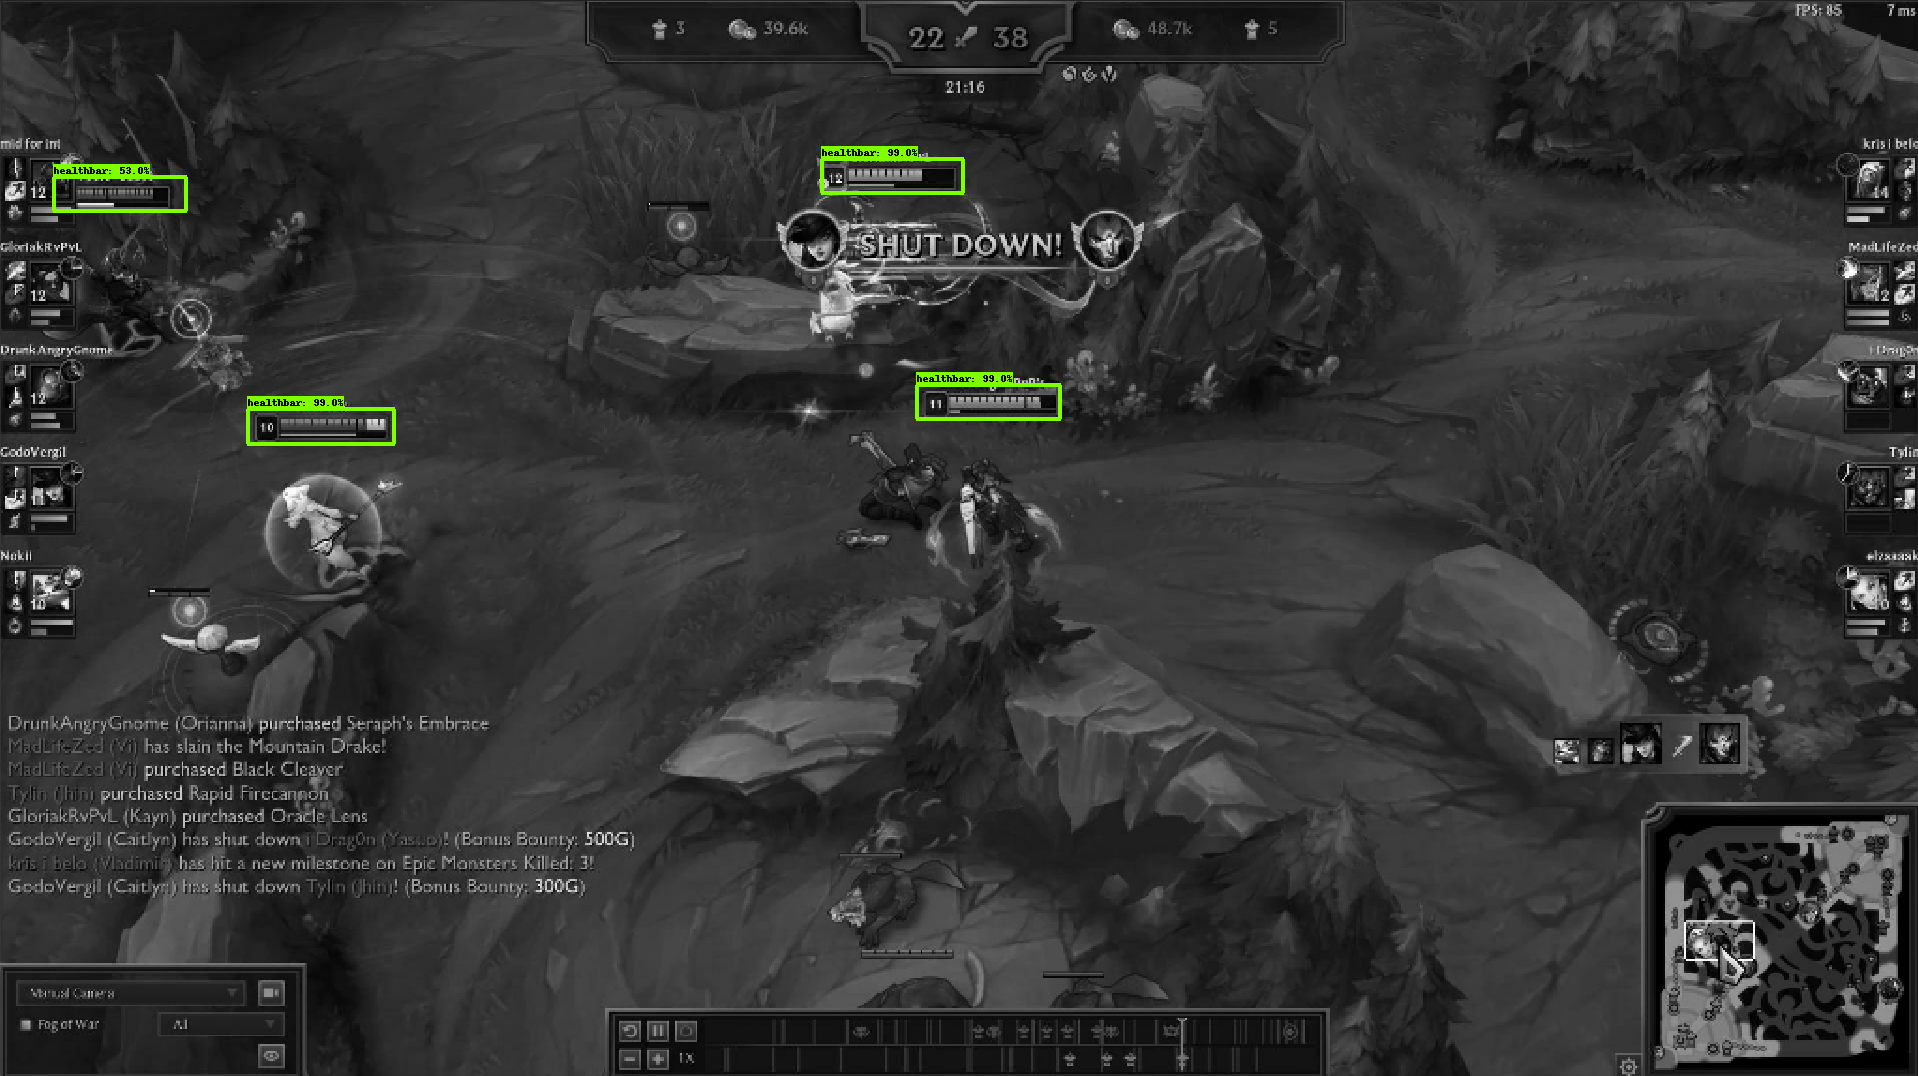 3 39.6k 22 38 48.7k 5
FPS: 85 7 ms
21:16
mid for int
healthbar: 53.0%
12
healthbar: 99.0%
12
kris i belo
14
GloriakRvPvL
12
SHUT DOWN!
MadLifeZed
DrunkAngryGnome
12
healthbar: 99.0%
11
i Drag0n
healthbar: 99.0%
10
GodoVergil
Tylin
Nokii
10
elzaaaak
DrunkAngryGnome (Orianna) purchased Seraph's Embrace
MadLifeZed (Vi) has slain the Mountain Drake!
MadLifeZed (Vi) purchased Black Cleaver
Tylin (Jhin) purchased Rapid Firecannon
GloriakRvPvL (Kayn) purchased Oracle Lens
GodoVergil (Caitlyn) has shut down i Drag0n (Yasuo)! (Bonus Bounty: 500G)
kris i belo (Vladimir) has hit a new milestone on Epic Monsters Killed: 3!
GodoVergil (Caitlyn) has shut down Tylin (Jhin)! (Bonus Bounty: 300G)
Manual Camera
Fog of War All
1X